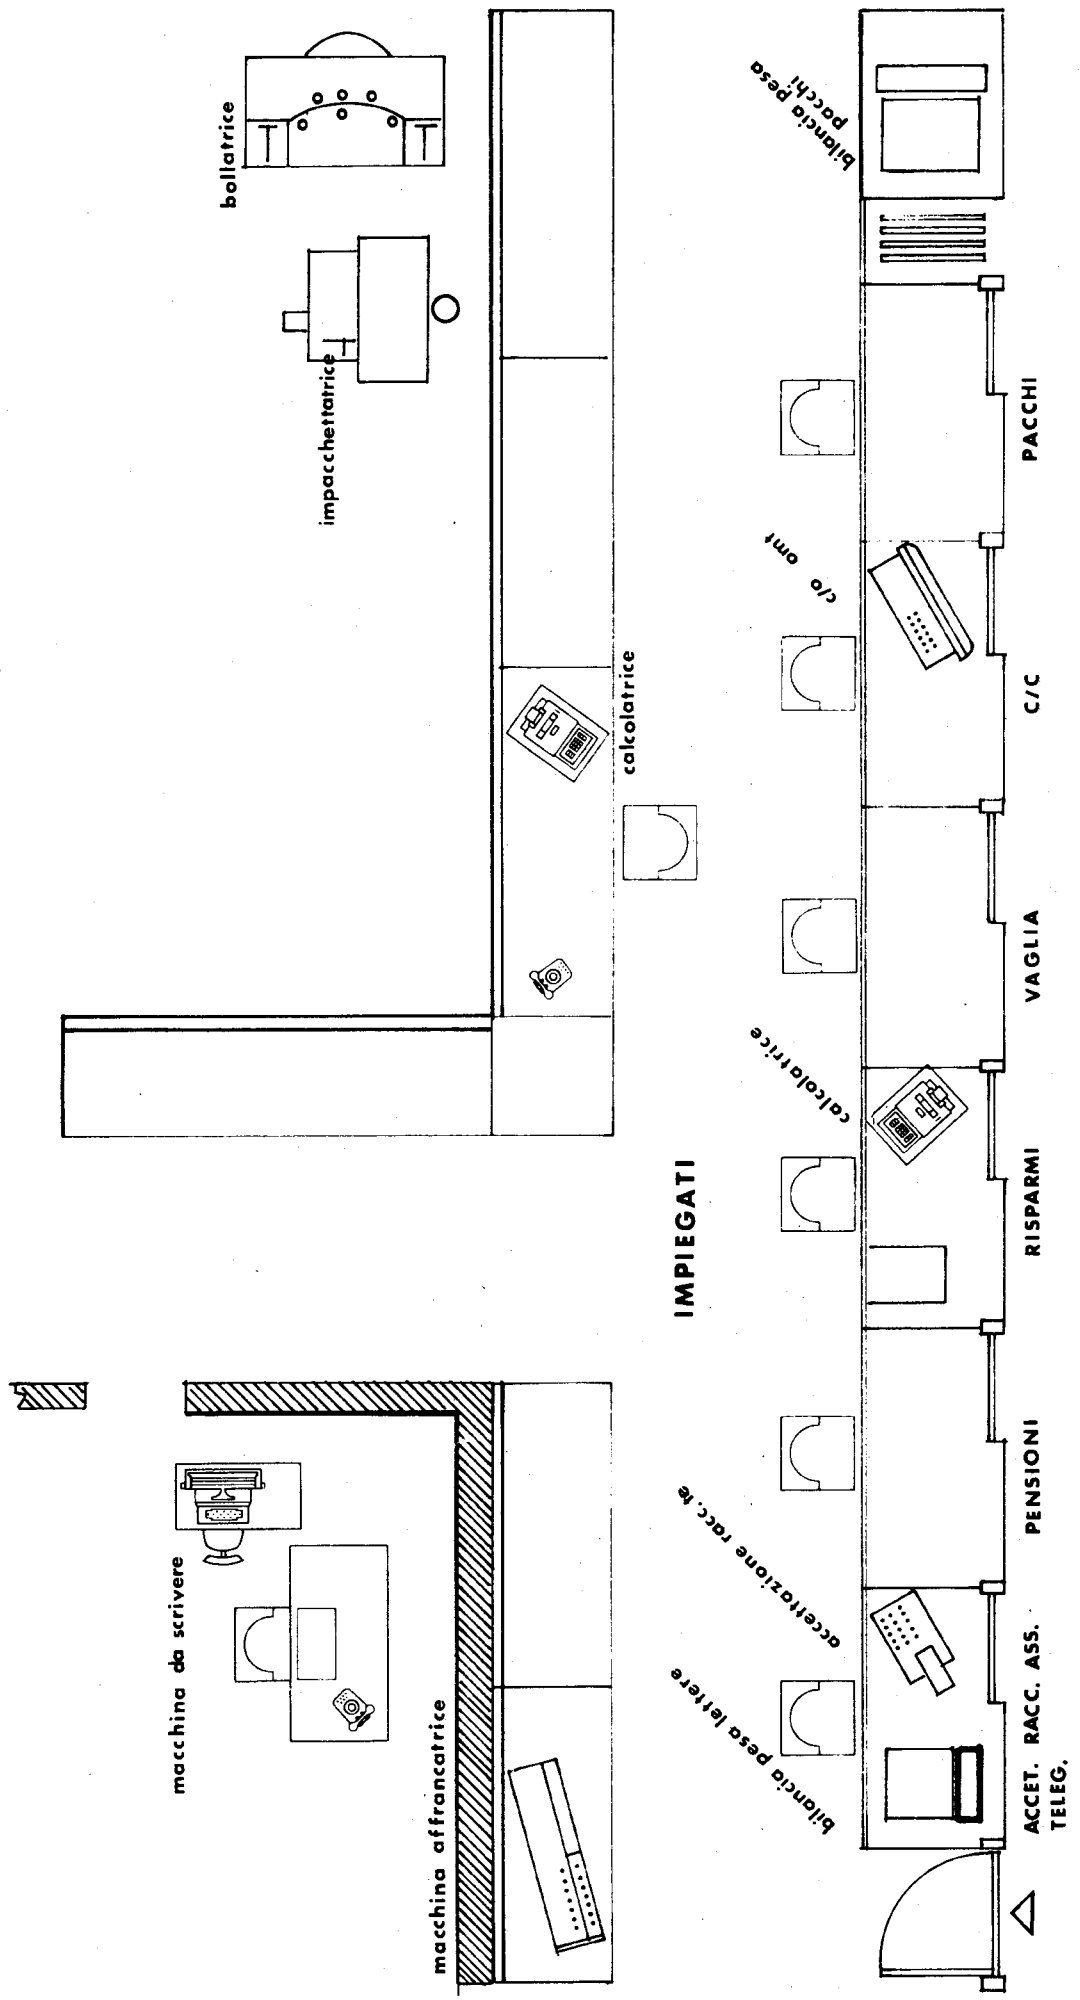 bollatrice
impacchettatrice
bilancia pesa
pacchi
calcolatrice
c/c omt
calcolatrice
IMPIEGATI
macchina da scrivere
macchina affrancatrice
accettazione racc.te
bilancia pesa lettere
ACCET. RACC. ASS.
TELEG.
PENSIONI
RISPARMI
VAGLIA
C/C
PACCHI